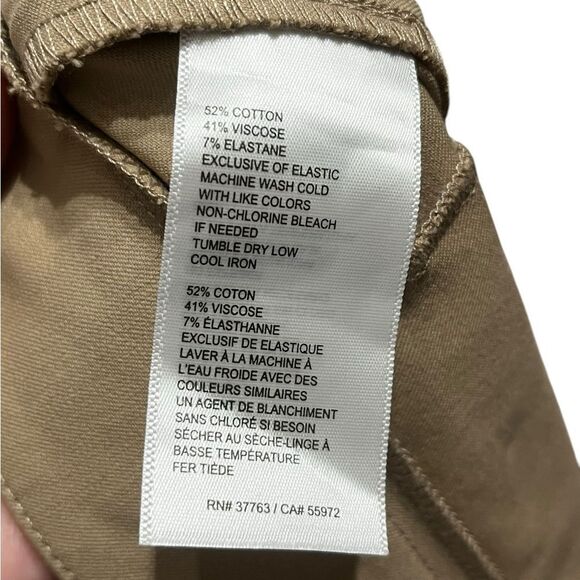 52% COTTON
41% VISCOSE
7% ELASTANE
EXCLUSIVE OF ELASTIC
MACHINE WASH COLD
WITH LIKE COLORS
NON-CHLORINE BLEACH
IF NEEDED
TUMBLE DRY LOW
COOL IRON
52% COTON
41% VISCOSE
7% ÉLASTHANNE
EXCLUSIF DE ELASTIQUE
LAVER À LA MACHINE À
L'EAU FROIDE AVEC DES
COULEURS SIMILAIRES
UN AGENT DE BLANCHIMENT
SANS CHLORÉ SI BESOIN
SÉCHER AU SÈCHE-LINGE À
BASSE TEMPÉRATURE
FER TIÈDE
RN# 37763 / CA# 55972